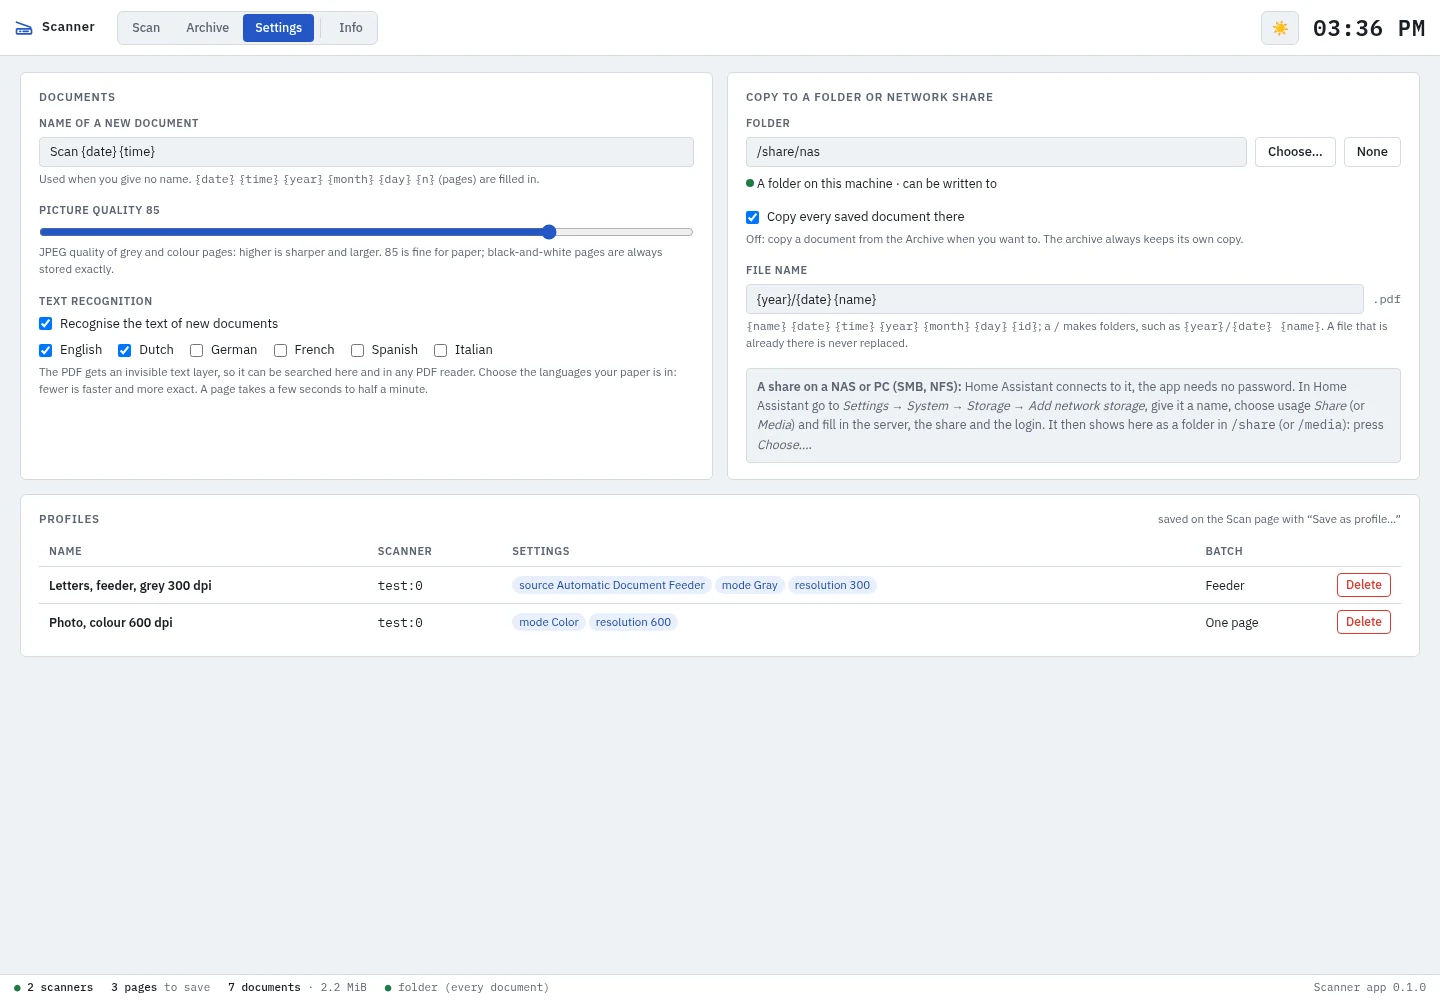 Scanner
Scan Archive Settings Info
03:36 PM
DOCUMENTS
NAME OF A NEW DOCUMENT
Scan {date} {time}
Used when you give no name. {date} {time} {year} {month} {day} {n} (pages) are filled in.
PICTURE QUALITY 85
JPEG quality of grey and colour pages: higher is sharper and larger. 85 is fine for paper; black-and-white pages are always
stored exactly.
TEXT RECOGNITION
Recognise the text of new documents
English Dutch German French Spanish Italian
The PDF gets an invisible text layer, so it can be searched here and in any PDF reader. Choose the languages your paper is in:
fewer is faster and more exact. A page takes a few seconds to half a minute.
COPY TO A FOLDER OR NETWORK SHARE
FOLDER
/share/nas Choose... None
A folder on this machine · can be written to
Copy every saved document there
Off: copy a document from the Archive when you want to. The archive always keeps its own copy.
FILE NAME
{year}/{date} {name} .pdf
{name} {date} {time} {year} {month} {day} {id}; a / makes folders, such as {year}/{date} {name}. A file that is
already there is never replaced.
A share on a NAS or PC (SMB, NFS): Home Assistant connects to it, the app needs no password. In Home
Assistant go to Settings → System → Storage → Add network storage, give it a name, choose usage Share (or
Media) and fill in the server, the share and the login. It then shows here as a folder in /share (or /media): press
Choose....
PROFILES saved on the Scan page with “Save as profile...”
NAME SCANNER SETTINGS BATCH
Letters, feeder, grey 300 dpi test:0 source Automatic Document Feeder mode Gray resolution 300 Feeder Delete
Photo, colour 600 dpi test:0 mode Color resolution 600 One page Delete
2 scanners 3 pages to save 7 documents · 2.2 MiB folder (every document) Scanner app 0.1.0